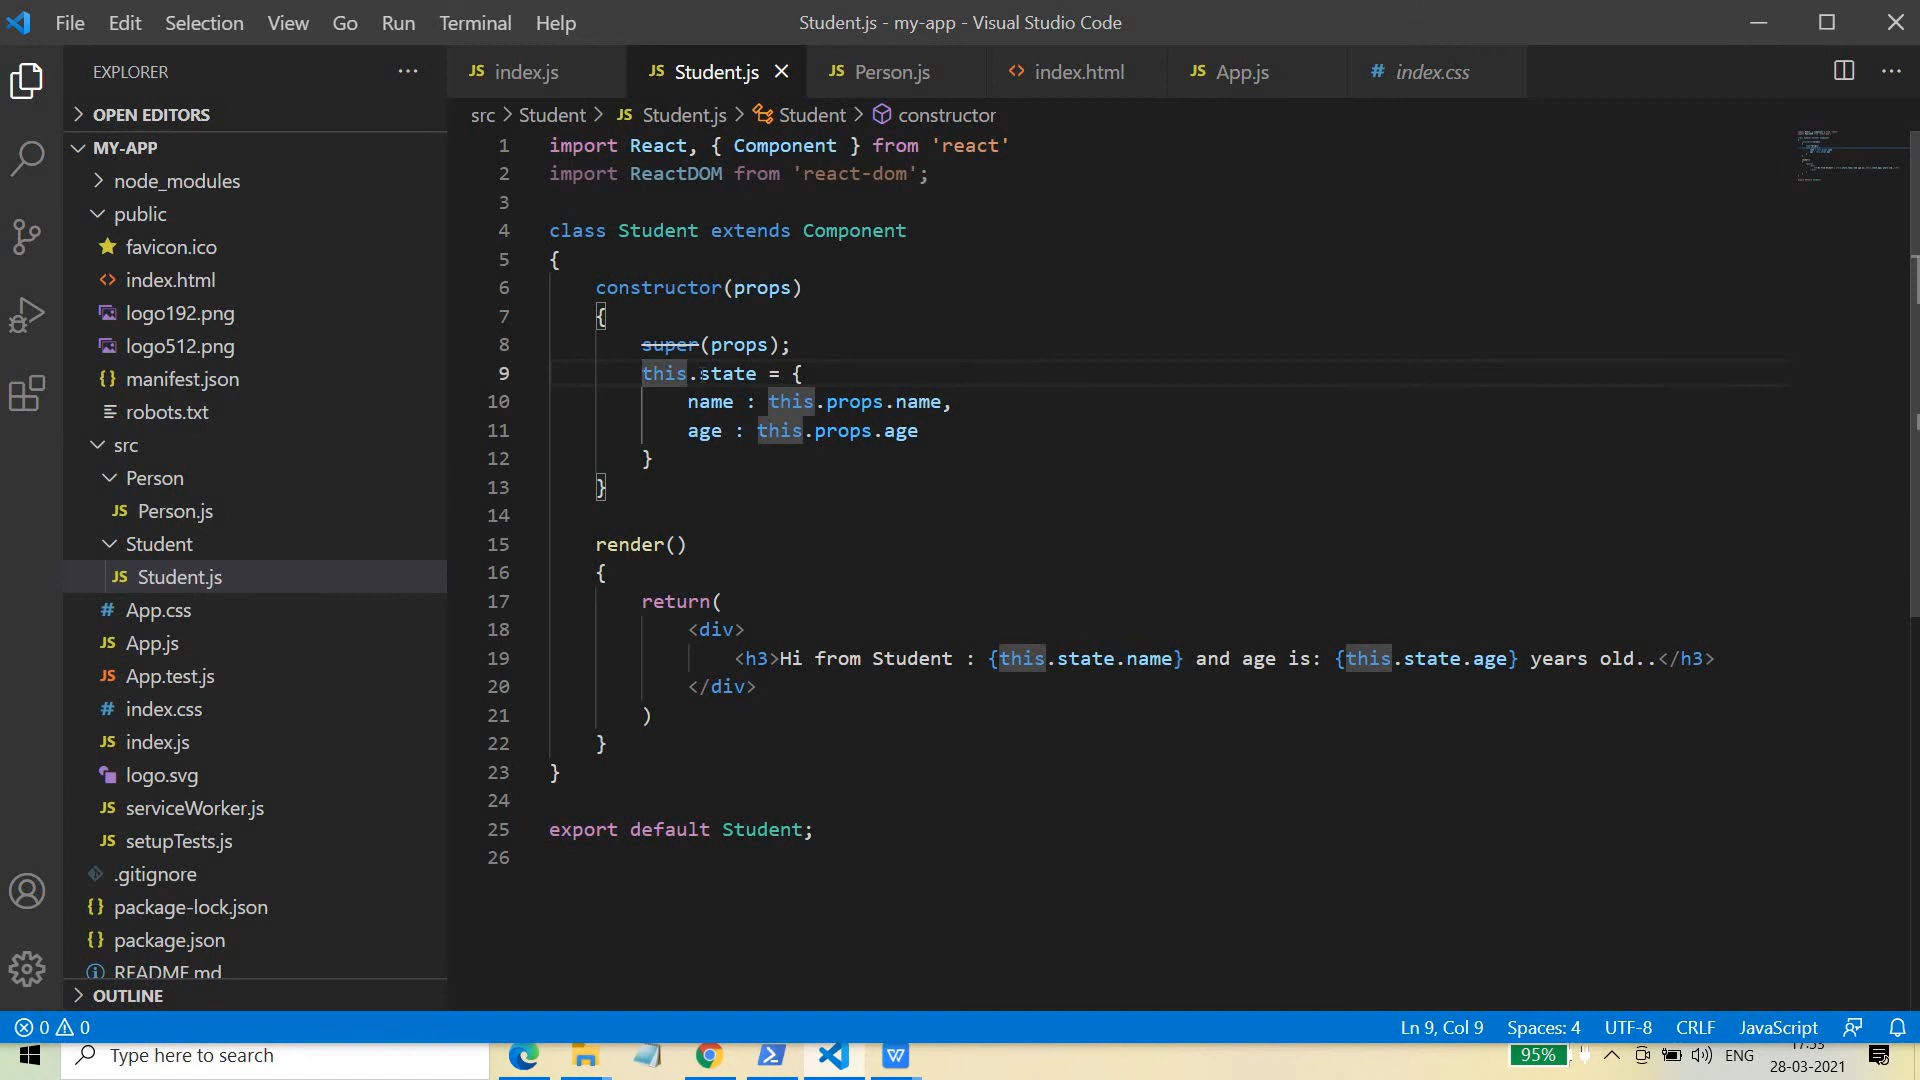 File Edit Selection View Go Run Terminal Help
Student.js - my-app - Visual Studio Code
EXPLORER
OPEN EDITORS
MY-APP
node_modules
public
favicon.ico
index.html
logo192.png
logo512.png
manifest.json
robots.txt
src
Person
JS Person.js
Student
JS Student.js
# App.css
JS App.js
JS App.test.js
# index.css
JS index.js
logo.svg
JS serviceWorker.js
JS setupTests.js
.gitignore
{} package-lock.json
{} package.json
README.md
OUTLINE
JS index.js
JS Student.js
JS Person.js
<> index.html
JS App.js
# index.css
src > Student > JS Student.js > Student > constructor
1 import React, { Component } from 'react'
2 import ReactDOM from 'react-dom';
3
4 class Student extends Component
5 {
6 constructor(props)
7 {
8 super(props);
9 this.state = {
10 name : this.props.name,
11 age : this.props.age
12 }
13 }
14
15 render()
16 {
17 return(
18 <div>
19 <h3>Hi from Student : {this.state.name} and age is: {this.state.age} years old..</h3>
20 </div>
21 )
22 }
23 }
24
25 export default Student;
26
0 0
Ln 9, Col 9 Spaces: 4 UTF-8 CRLF JavaScript
Type here to search
95%
ENG
17:53
28-03-2021